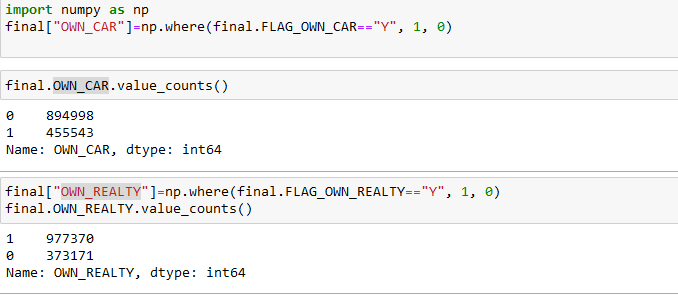 import numpy as np
final["OWN_CAR"]=np.where(final.FLAG_OWN_CAR=="Y", 1, 0)
final.OWN_CAR.value_counts()
0    894998
1    455543
Name: OWN_CAR, dtype: int64
final["OWN_REALTY"]=np.where(final.FLAG_OWN_REALTY=="Y", 1, 0)
final.OWN_REALTY.value_counts()
1    977370
0    373171
Name: OWN_REALTY, dtype: int64